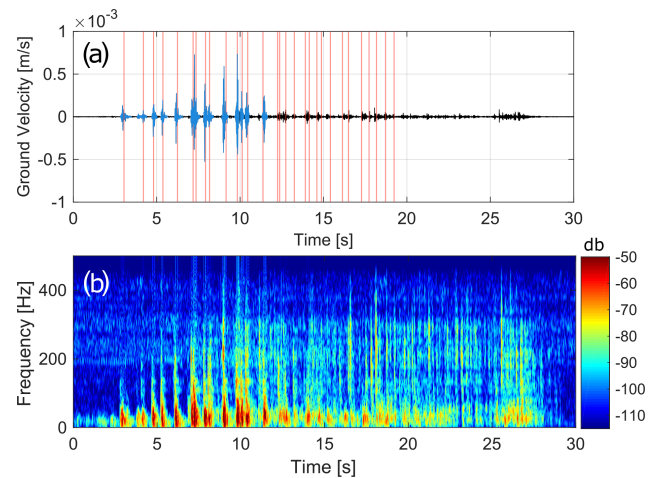 ×10⁻³
(a)
Ground Velocity [m/s]
1
0.5
0
-0.5
-1
0 5 10 15 20 25 30
Time [s]
(b)
Frequency [Hz]
400
200
0
0 5 10 15 20 25 30
Time [s]
db
-50
-60
-70
-80
-90
-100
-110